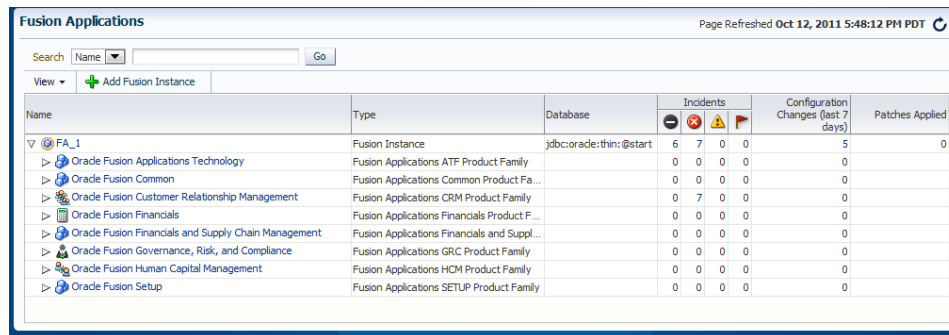 Fusion Applications
Page Refreshed Oct 12, 2011 5:48:12 PM PDT
Search Name Go
View Add Fusion Instance
Name Type Database Incidents Configuration Changes (last 7 days) Patches Applied
FA_1 Fusion Instance jdbc:oracle:thin:@start 6 7 0 0 5 0
Oracle Fusion Applications Technology Fusion Applications ATF Product Family 0 0 0 0 0
Oracle Fusion Common Fusion Applications Common Product Fa... 0 0 0 0 0
Oracle Fusion Customer Relationship Management Fusion Applications CRM Product Family 0 7 0 0 0
Oracle Fusion Financials Fusion Applications Financials Product F... 0 0 0 0 0
Oracle Fusion Financials and Supply Chain Management Fusion Applications Financials and Suppl... 0 0 0 0 0
Oracle Fusion Governance, Risk, and Compliance Fusion Applications GRC Product Family 0 0 0 0 0
Oracle Fusion Human Capital Management Fusion Applications HCM Product Family 0 0 0 0 0
Oracle Fusion Setup Fusion Applications SETUP Product Family 0 0 0 0 0